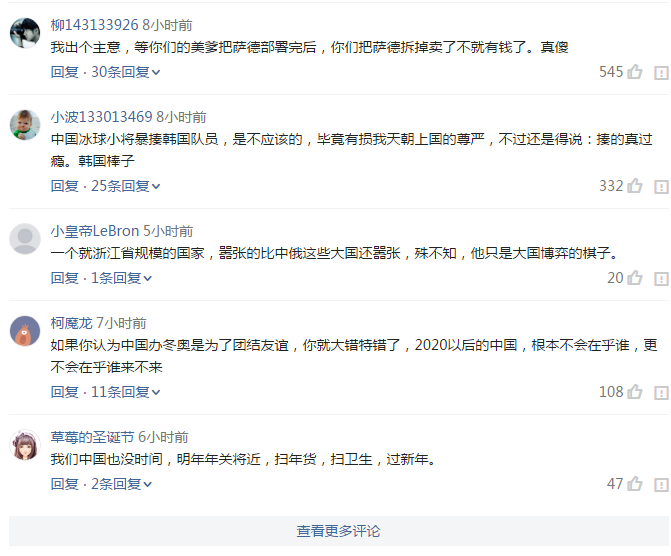 柳143133926 8小时前
我出个主意，等你们的美爹把萨德部署完后，你们把萨德拆掉卖了不就有钱了。真傻
回复 · 30条回复
545
小波133013469 8小时前
中国冰球小将暴揍韩国队员，是不应该的，毕竟有损我天朝上国的尊严，不过还是得说：揍的真过
瘾。韩国棒子
回复 · 25条回复
332
小皇帝LeBron 5小时前
一个就浙江省规模的国家，嚣张的比中俄这些大国还嚣张，殊不知，他只是大国博弈的棋子。
回复 · 1条回复
20
柯魔龙 7小时前
如果你认为中国办冬奥是为了团结友谊，你就大错特错了，2020以后的中国，根本不会在乎谁，更
不会在乎谁来不来
回复 · 11条回复
108
草莓的圣诞节 6小时前
我们中国也没时间，明年年关将近，扫年货，扫卫生，过新年。
回复 · 2条回复
47
查看更多评论